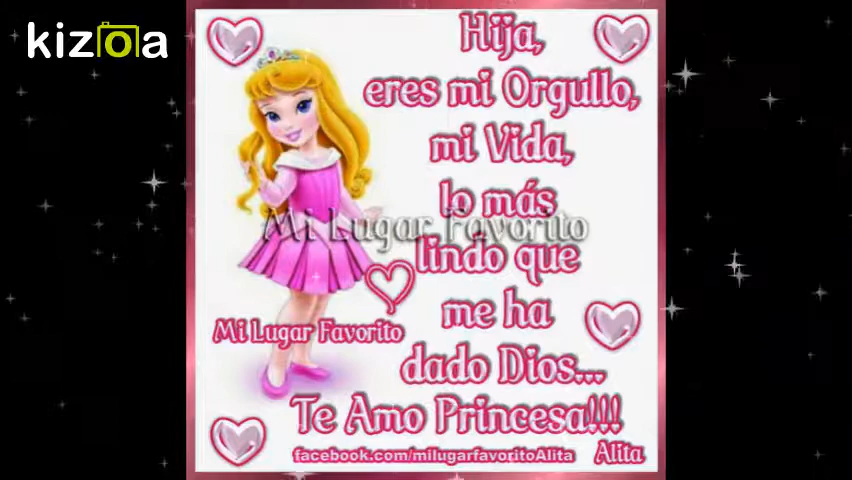 kizoa
Hija,
eres mi Orgullo,
mi Vida,
lo más
Mi Lugar Favorito
lindo que
me ha
Mi Lugar Favorito
dado Dios...
Te Amo Princesa!!!
facebook.com/milugarfavoritoAlita
Alita